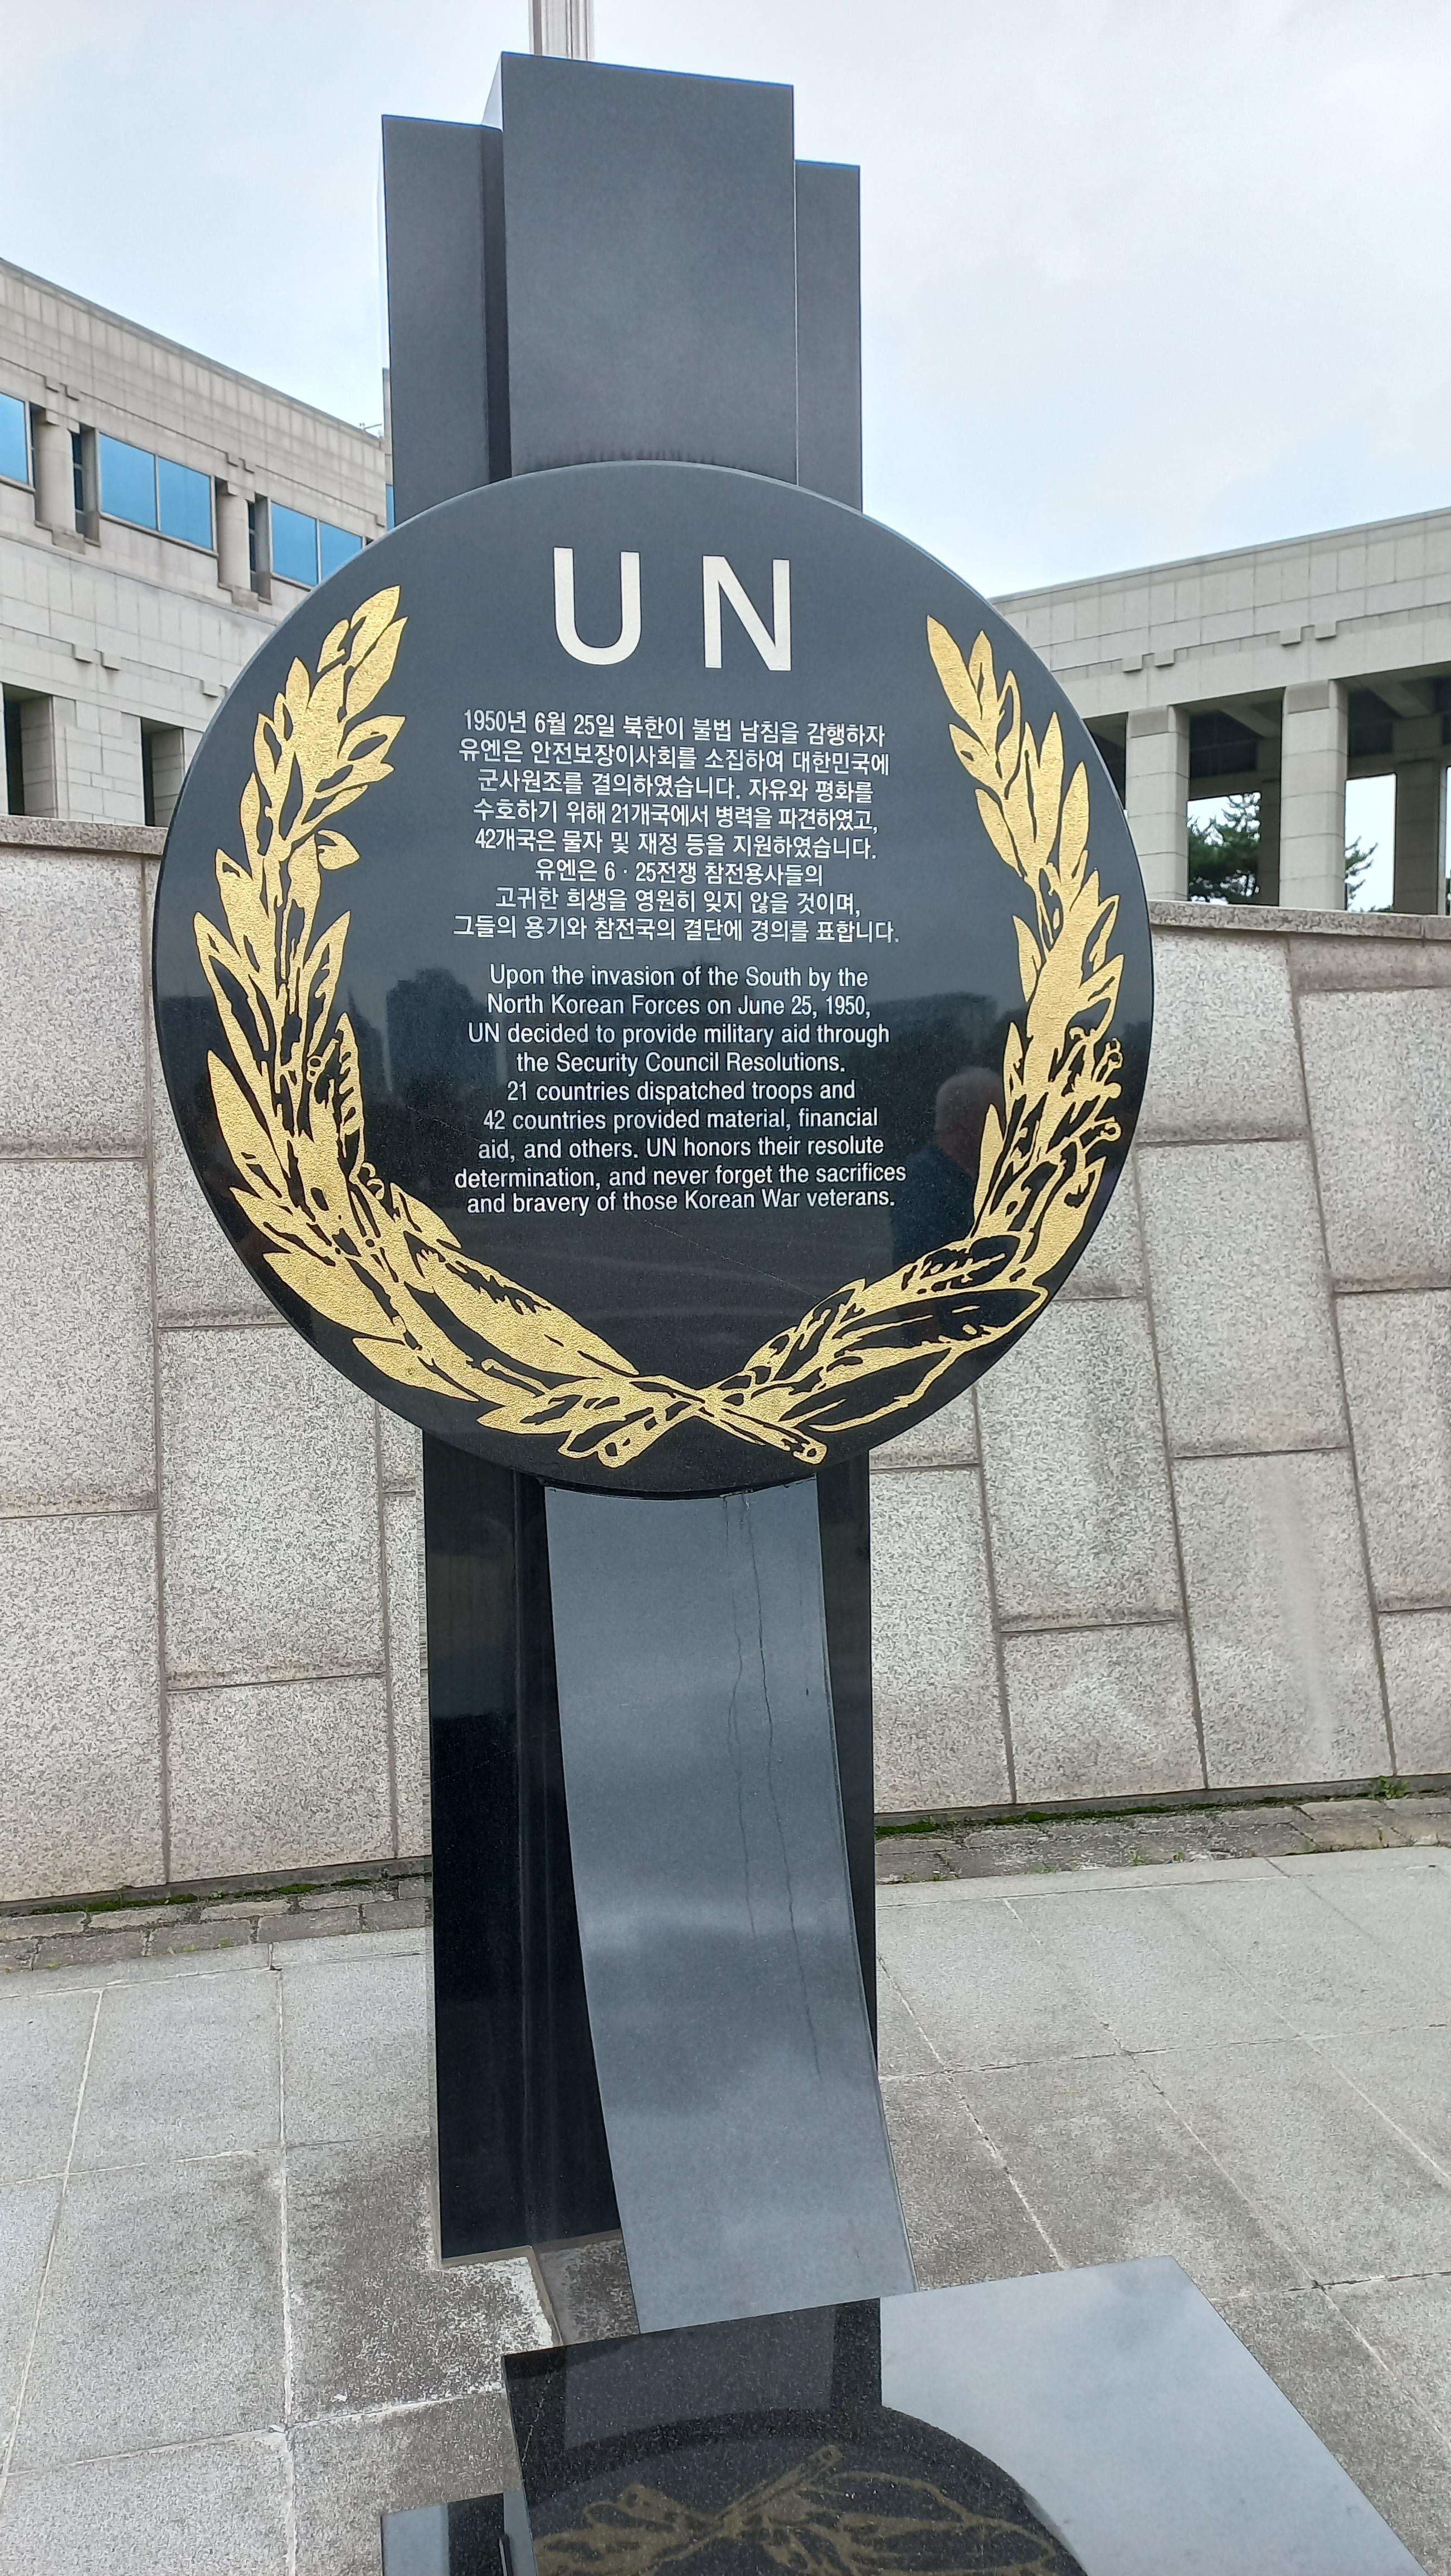 UN
1950년 6월 25일 북한이 불법 남침을 감행하자
유엔은 안전보장이사회를 소집하여 대한민국에
군사원조를 결의하였습니다. 자유와 평화를
수호하기 위해 21개국에서 병력을 파견하였고,
42개국은 물자 및 재정 등을 지원하였습니다.
유엔은 6 · 25전쟁 참전용사들의
고귀한 희생을 영원히 잊지 않을 것이며,
그들의 용기와 참전국의 결단에 경의를 표합니다.
Upon the invasion of the South by the
North Korean Forces on June 25, 1950,
UN decided to provide military aid through
the Security Council Resolutions.
21 countries dispatched troops and
42 countries provided material, financial
aid, and others. UN honors their resolute
determination, and never forget the sacrifices
and bravery of those Korean War veterans.